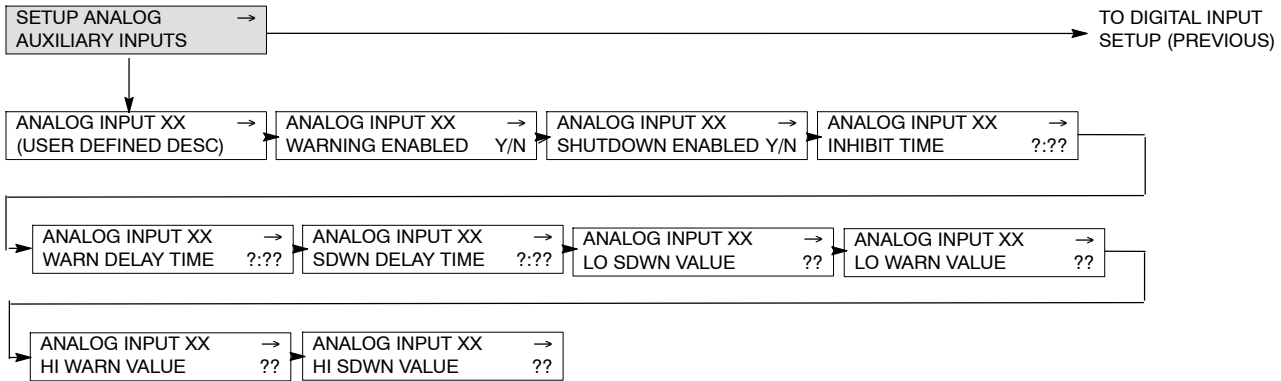 SETUP ANALOG →
AUXILIARY INPUTS
TO DIGITAL INPUT
SETUP (PREVIOUS)
ANALOG INPUT XX →
(USER DEFINED DESC)
ANALOG INPUT XX →
WARNING ENABLED Y/N
ANALOG INPUT XX →
SHUTDOWN ENABLED Y/N
ANALOG INPUT XX →
INHIBIT TIME ?:??
ANALOG INPUT XX →
WARN DELAY TIME ?:??
ANALOG INPUT XX →
SDWN DELAY TIME ?:??
ANALOG INPUT XX →
LO SDWN VALUE ??
ANALOG INPUT XX →
LO WARN VALUE ??
ANALOG INPUT XX →
HI WARN VALUE ??
ANALOG INPUT XX →
HI SDWN VALUE ??